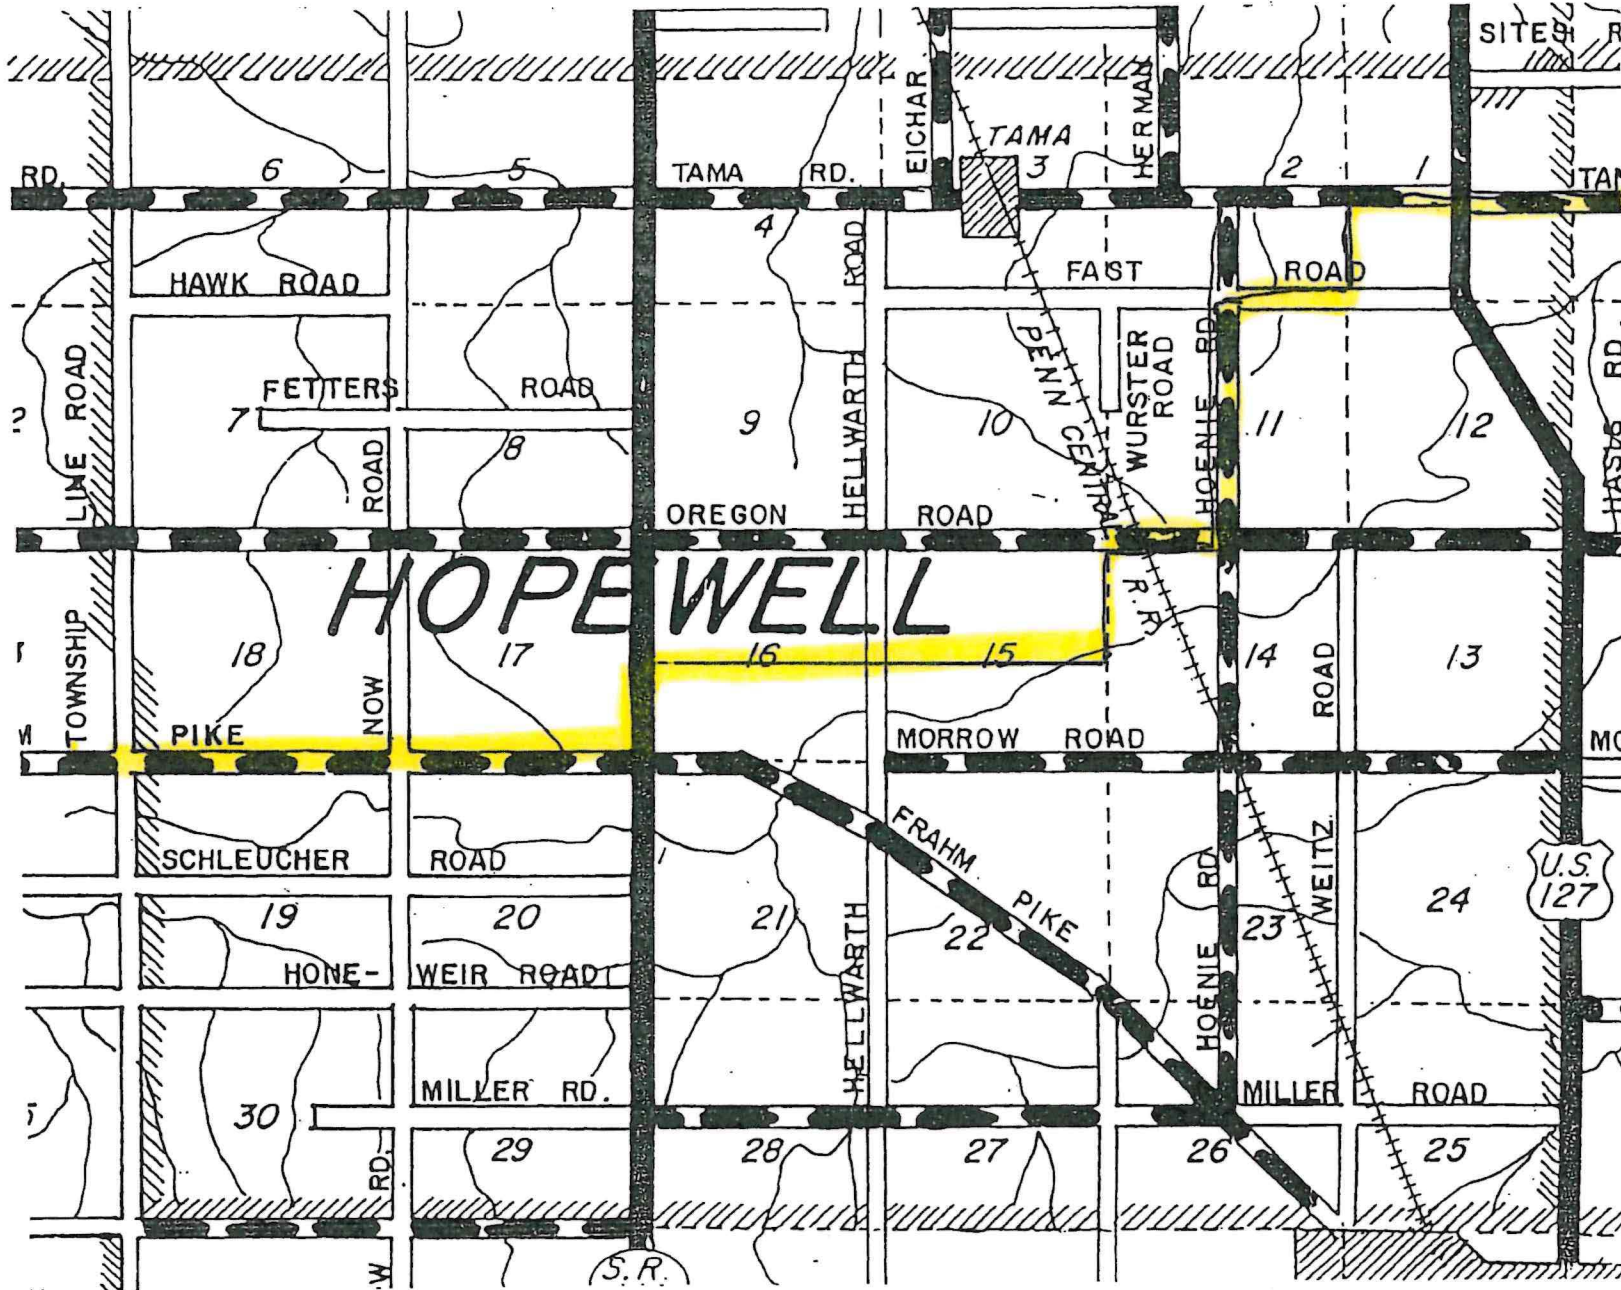 SITES R
EICHAR
HERMAN
TAMA
RD.
6
5
TAMA RD.
3
2
1
TAM
4
ROAD
FAST ROAD
HAWK ROAD
LINE ROAD
PENN CENTRAL R.R.
WURSTER ROAD
HOENIE RD
HASIS RD.
FETTERS ROAD
2
7
8
9
10
11
12
ROAD
HELLWARTH
OREGON ROAD
HOPEWELL
TOWNSHIP
18
17
16
15
14
13
ROAD
NOW
PIKE
MORROW ROAD
MO
FRAHM PIKE
SCHLEUCHER ROAD
WEITZ
U.S.
127
19
20
21
22
23
24
HOENIE RD
HELLWARTH
HONE-WEIR ROAD
MILLER RD.
MILLER ROAD
30
29
28
27
26
25
RD.
W
S.R.